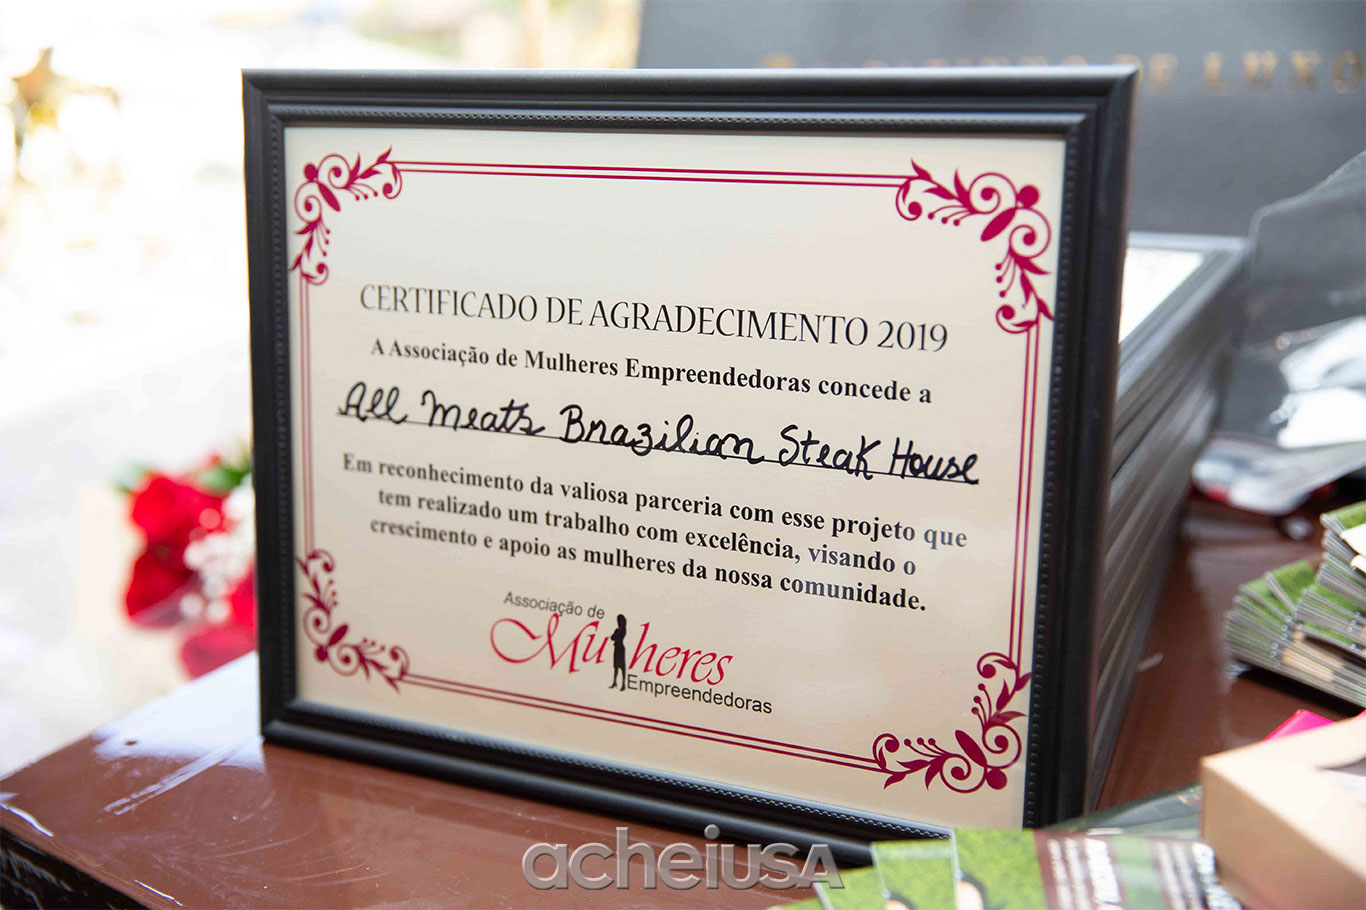 DE LUXO
CERTIFICADO DE AGRADECIMENTO 2019
A Associação de Mulheres Empreendedoras concede a
All Meats Brazilian Steak House
Em reconhecimento da valiosa parceria com esse projeto que
tem realizado um trabalho com excelência, visando o
crescimento e apoio as mulheres da nossa comunidade.
Associação de
Mulheres
Empreendedoras
acheiUSA